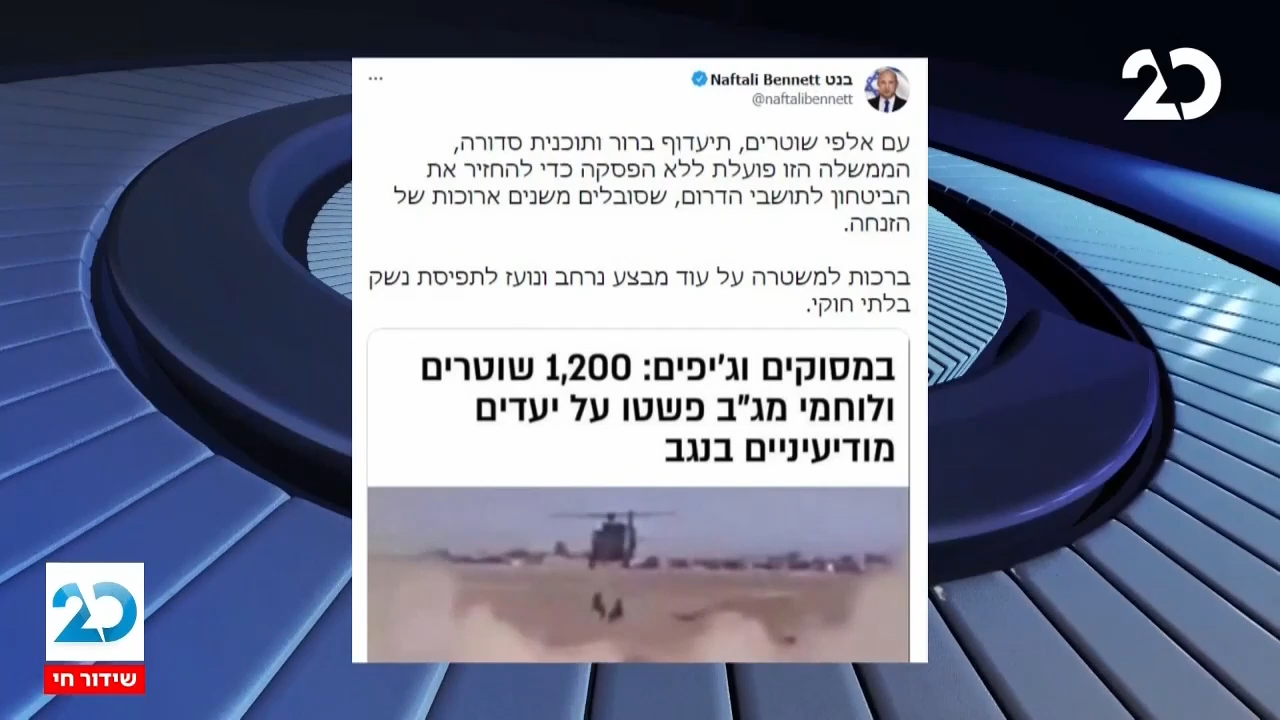 20
בנט Naftali Bennett
@naftalibennett
עם אלפי שוטרים, תיעדוף ברור ותוכנית סדורה,
הממשלה הזו פועלת ללא הפסקה כדי להחזיר את
הביטחון לתושבי הדרום, שסובלים משנים ארוכות של
הזנחה.
ברכות למשטרה על עוד מבצע נרחב ונועז לתפיסת נשק
בלתי חוקי.
במסוקים וג'יפים: 1,200 שוטרים
ולוחמי מג"ב פשטו על יעדים
מודיעיניים בנגב
20
שידור חי